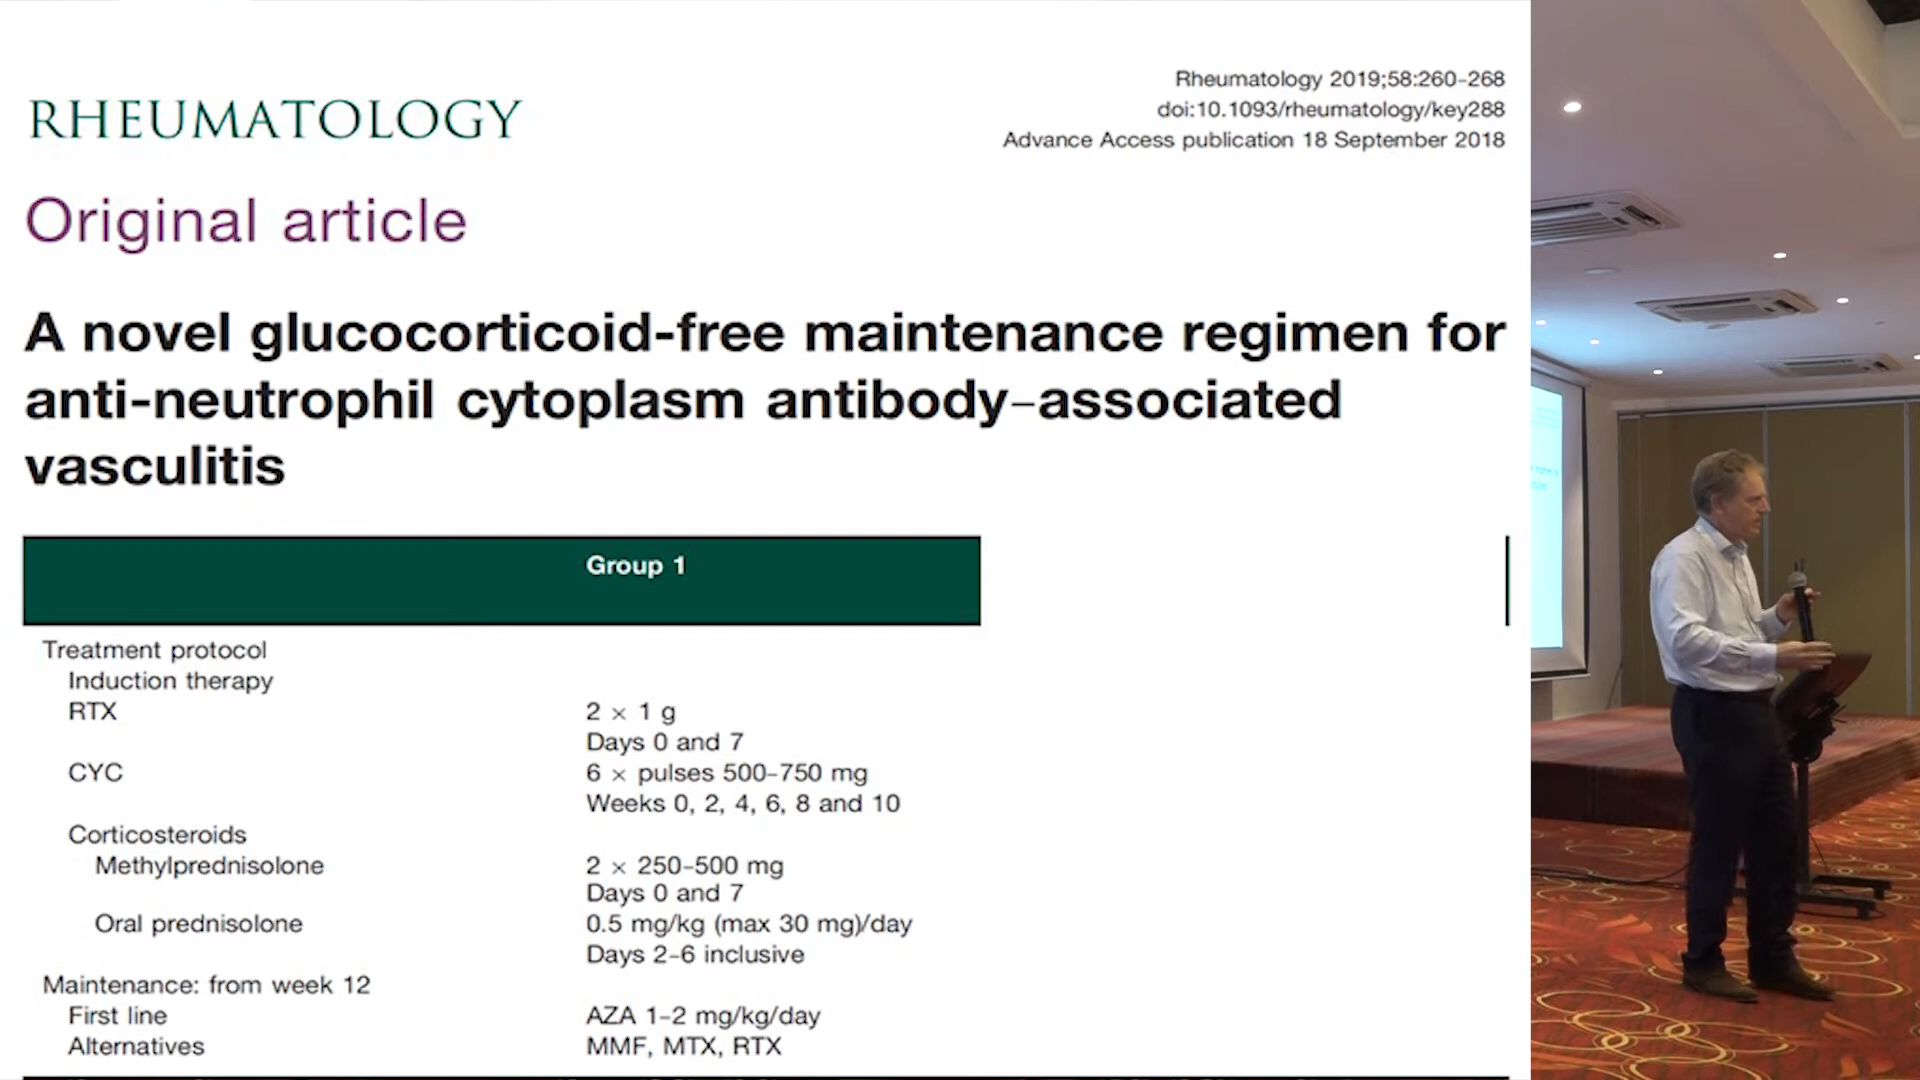 Rheumatology 2019;58:260–268
doi:10.1093/rheumatology/key288
Advance Access publication 18 September 2018
RHEUMATOLOGY
Original article
A novel glucocorticoid-free maintenance regimen for
anti-neutrophil cytoplasm antibody–associated
vasculitis
Group 1
Treatment protocol
Induction therapy
RTX 2 × 1 g
Days 0 and 7
CYC 6 × pulses 500–750 mg
Weeks 0, 2, 4, 6, 8 and 10
Corticosteroids
Methylprednisolone 2 × 250–500 mg
Days 0 and 7
Oral prednisolone 0.5 mg/kg (max 30 mg)/day
Days 2–6 inclusive
Maintenance: from week 12
First line AZA 1–2 mg/kg/day
Alternatives MMF, MTX, RTX